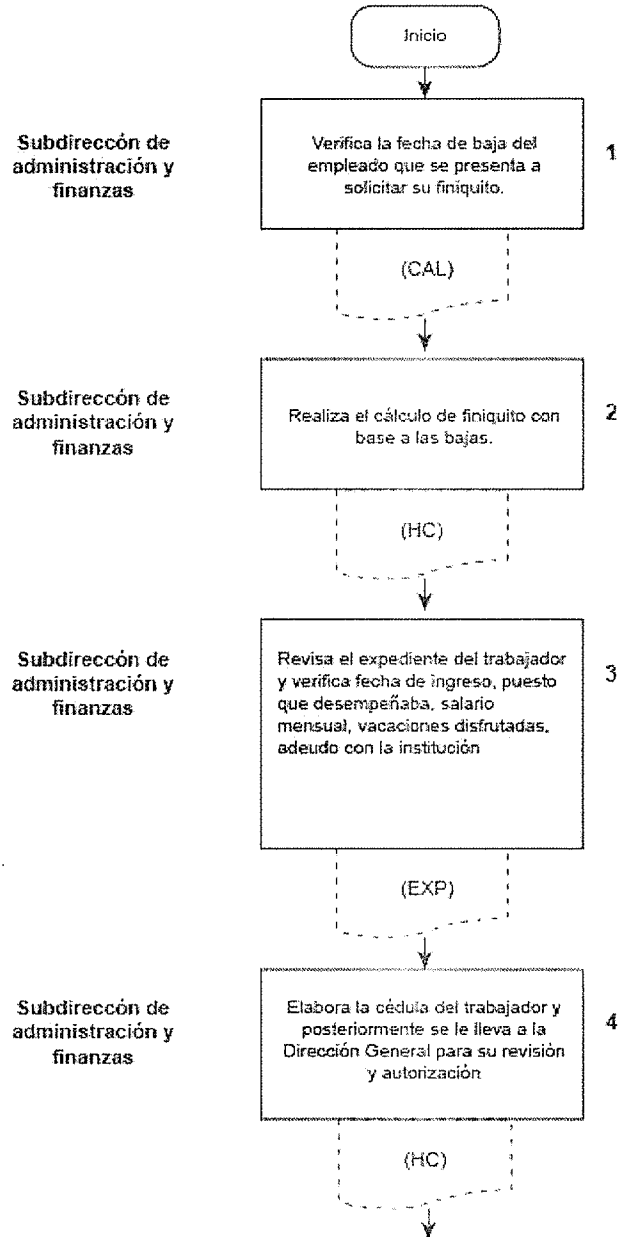 Inicio
Subdireccón de
administración y
finanzas
Verifica la fecha de baja del
empleado que se presenta a
solicitar su finiquito.
1
(CAL)
Subdireccón de
administración y
finanzas
Realiza el cálculo de finiquito con
base a las bajas.
2
(HC)
Subdireccón de
administración y
finanzas
Revisa el expediente del trabajador
y verifica fecha de ingreso, puesto
que desempeñaba, salario
mensual, vacaciones disfrutadas,
adeudo con la institución
3
(EXP)
Subdireccón de
administración y
finanzas
Elabora la cédula del trabajador y
posteriormente se le lleva a la
Dirección General para su revisión
y autorización
4
(HC)